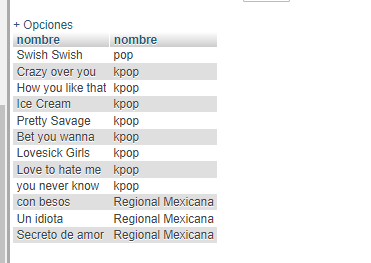 + Opciones
nombre nombre
Swish Swish pop
Crazy over you kpop
How you like that kpop
Ice Cream kpop
Pretty Savage kpop
Bet you wanna kpop
Lovesick Girls kpop
Love to hate me kpop
you never know kpop
con besos Regional Mexicana
Un idiota Regional Mexicana
Secreto de amor Regional Mexicana